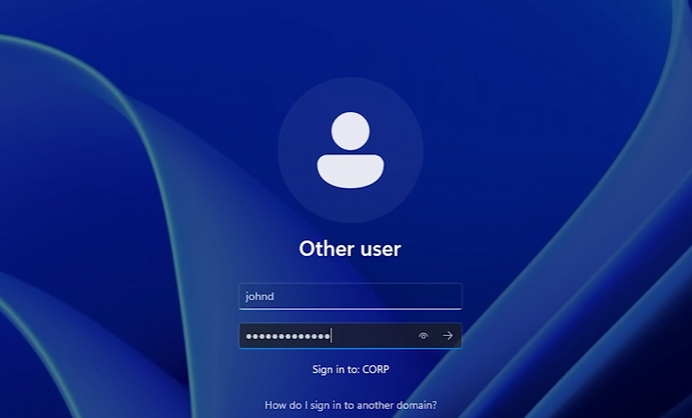 Other user
johnd
•••••••••••••
Sign in to: CORP
How do I sign in to another domain?